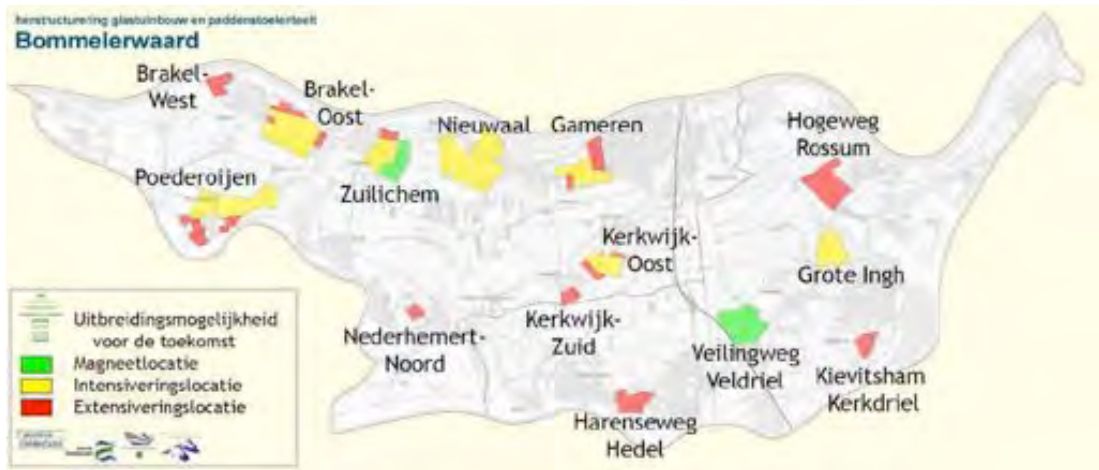 herstructurering glastuinbouw en paddenstoelenteelt
Bommelerwaard
Brakel-
West
Brakel-
Oost
Nieuwaal
Gameren
Hogeweg
Rossum
Poederoijen
Zuilichem
Kerkwijk-
Oost
Grote Ingh
Nederhemert-
Noord
Kerkwijk-
Zuid
Veilingweg
Veldriel
Kievitsham
Kerkdriel
Harenseweg
Hedel
Uitbreidingsmogelijkheid
voor de toekomst
Magneetlocatie
Intensiveringslocatie
Extensiveringslocatie